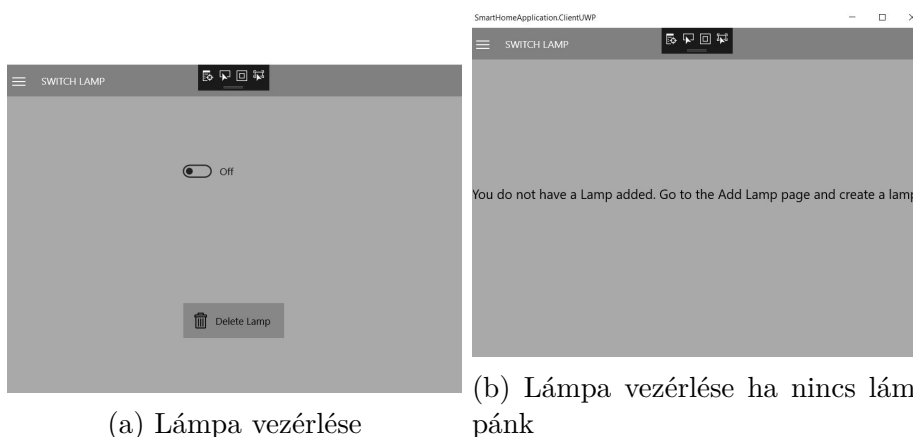 SWITCH LAMP
Off
Delete Lamp
(a) Lámpa vezérlése
SmartHomeApplication.ClientUWP
SWITCH LAMP
You do not have a Lamp added. Go to the Add Lamp page and create a lamp
(b) Lámpa vezérlése ha nincs lám
pánk